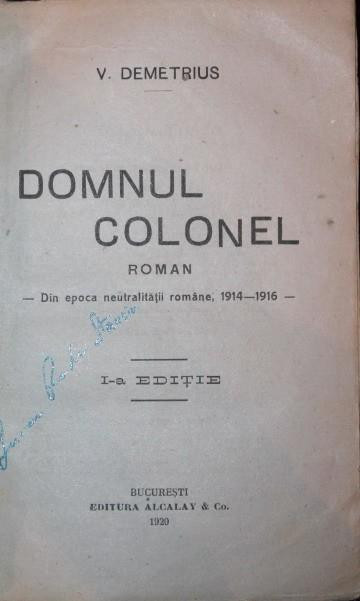 V. DEMETRIUS
DOMNUL
COLONEL
ROMAN
— Din epoca neutralității române, 1914—1916 —
I-a EDIȚIE
BUCUREȘTI
EDITURA ALCALAY & Co.
1920